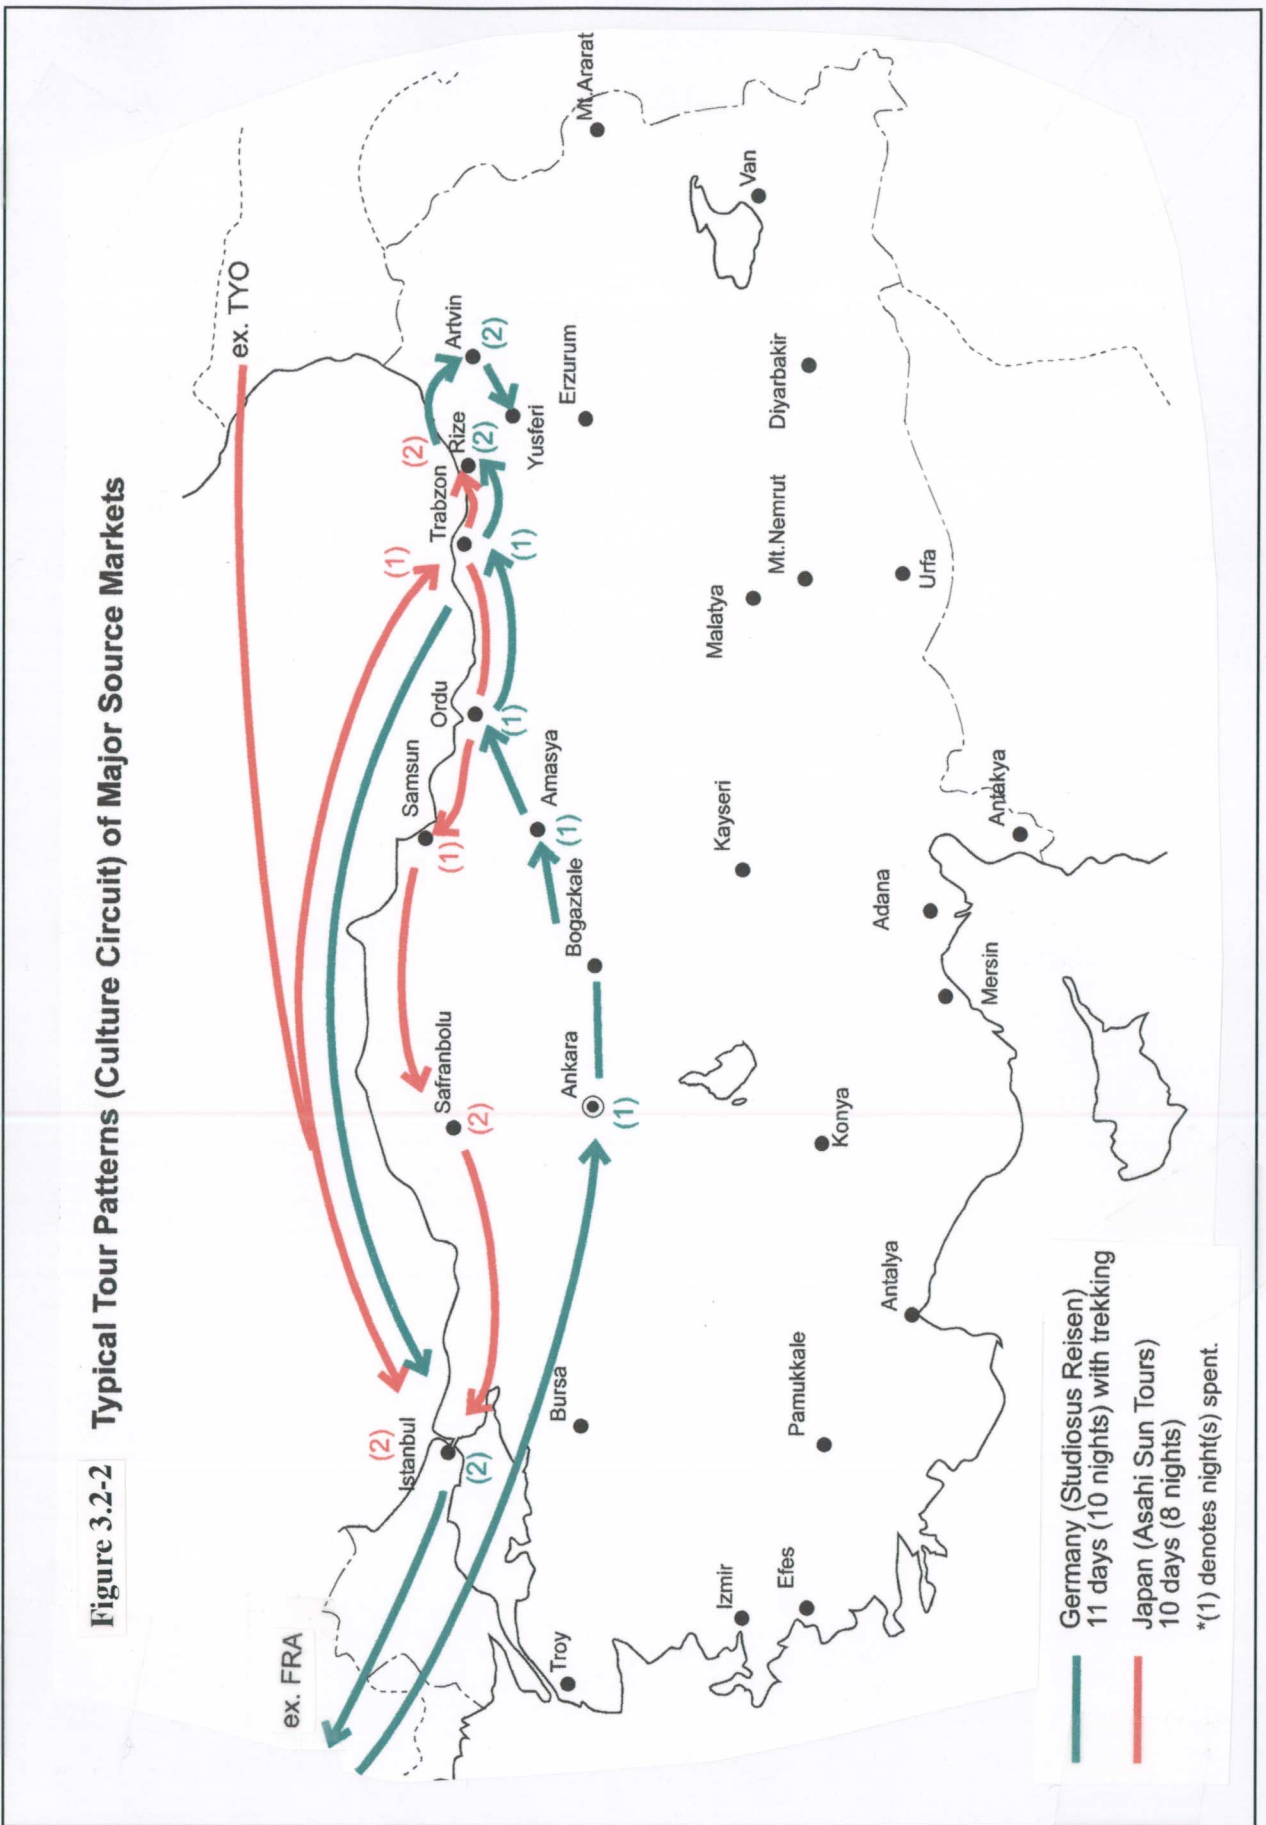 Figure 3.2-2 Typical Tour Patterns (Culture Circuit) of Major Source Markets
ex. FRA
ex. TYO
(2)
Istanbul
(2)
Safranbolu
(2)
Samsun
(1)
Ordu
(1)
(1)
Trabzon
(1)
(2)
Rize
(2)
Artvin
(2)
Yusferi
Erzurum
Mt.Ararat
Amasya
(1)
Bogazkale
Ankara
(1)
Bursa
Troy
Izmir
Efes
Pamukkale
Antalya
Konya
Kayseri
Malatya
Mt.Nemrut
Diyarbakir
Van
Urfa
Adana
Mersin
Antakya
Germany (Studiosus Reisen)
11 days (10 nights) with trekking
Japan (Asahi Sun Tours)
10 days (8 nights)
*(1) denotes night(s) spent.